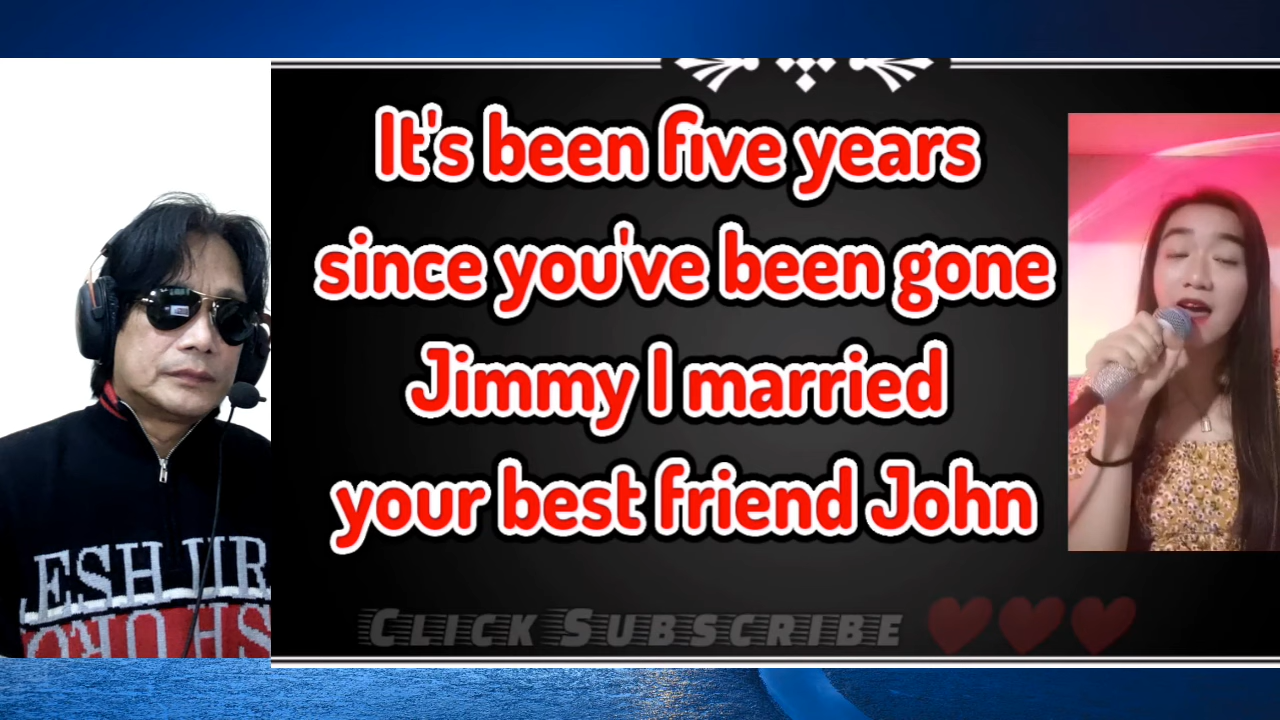 It's been five years
since you've been gone
Jimmy I married
your best friend John
CLICK SUBSCRIBE